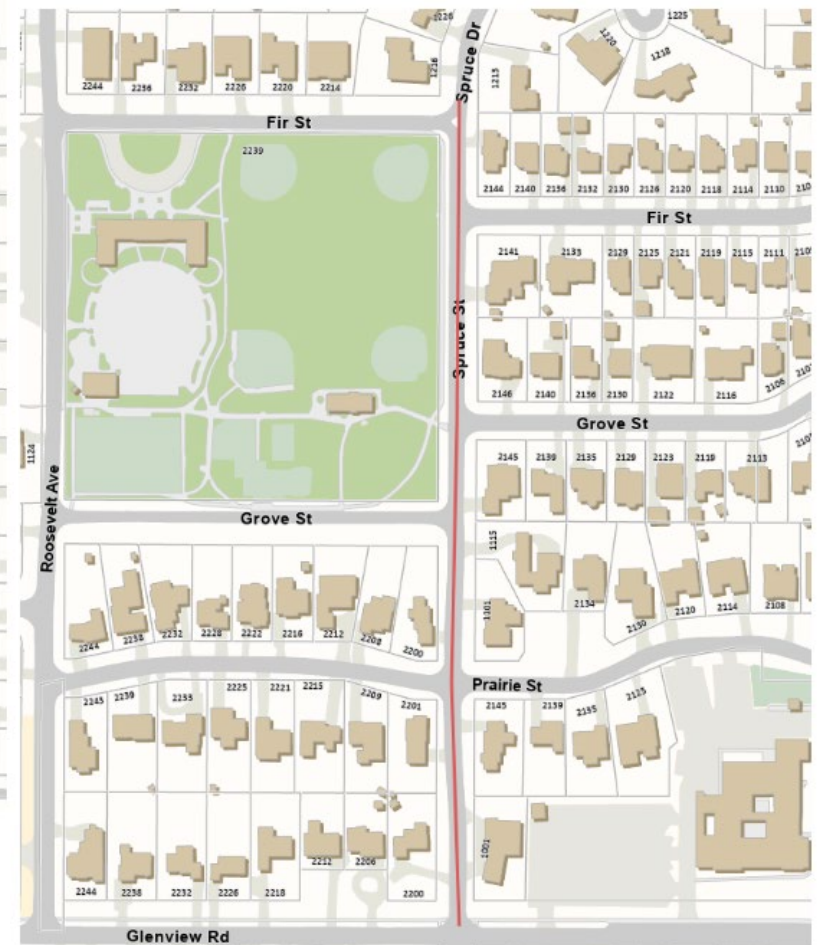 1226
1225
Spruce Dr
1220
1218
1216
1215
2244 2236 2232 2226 2220 2214
Fir St
2239
2144 2140 2136 2132 2130 2126 2120 2118 2114 2110
Fir St
2141 2133 2129 2125 2121 2119 2115 2111
Spruce St
2146 2140 2136 2130 2122 2116 2106
Grove St
1124
2145 2139 2135 2129 2123 2119 2113
Roosevelt Ave
Grove St
1115
1101
2134 2130 2120 2114 2108
2244 2238 2232 2228 2222 2216 2212 2208 2200
Prairie St
2245 2239 2233 2225 2221 2215 2209 2201
2145 2139 2135 2125
1001
2244 2238 2232 2226 2218 2212 2206 2200
Glenview Rd